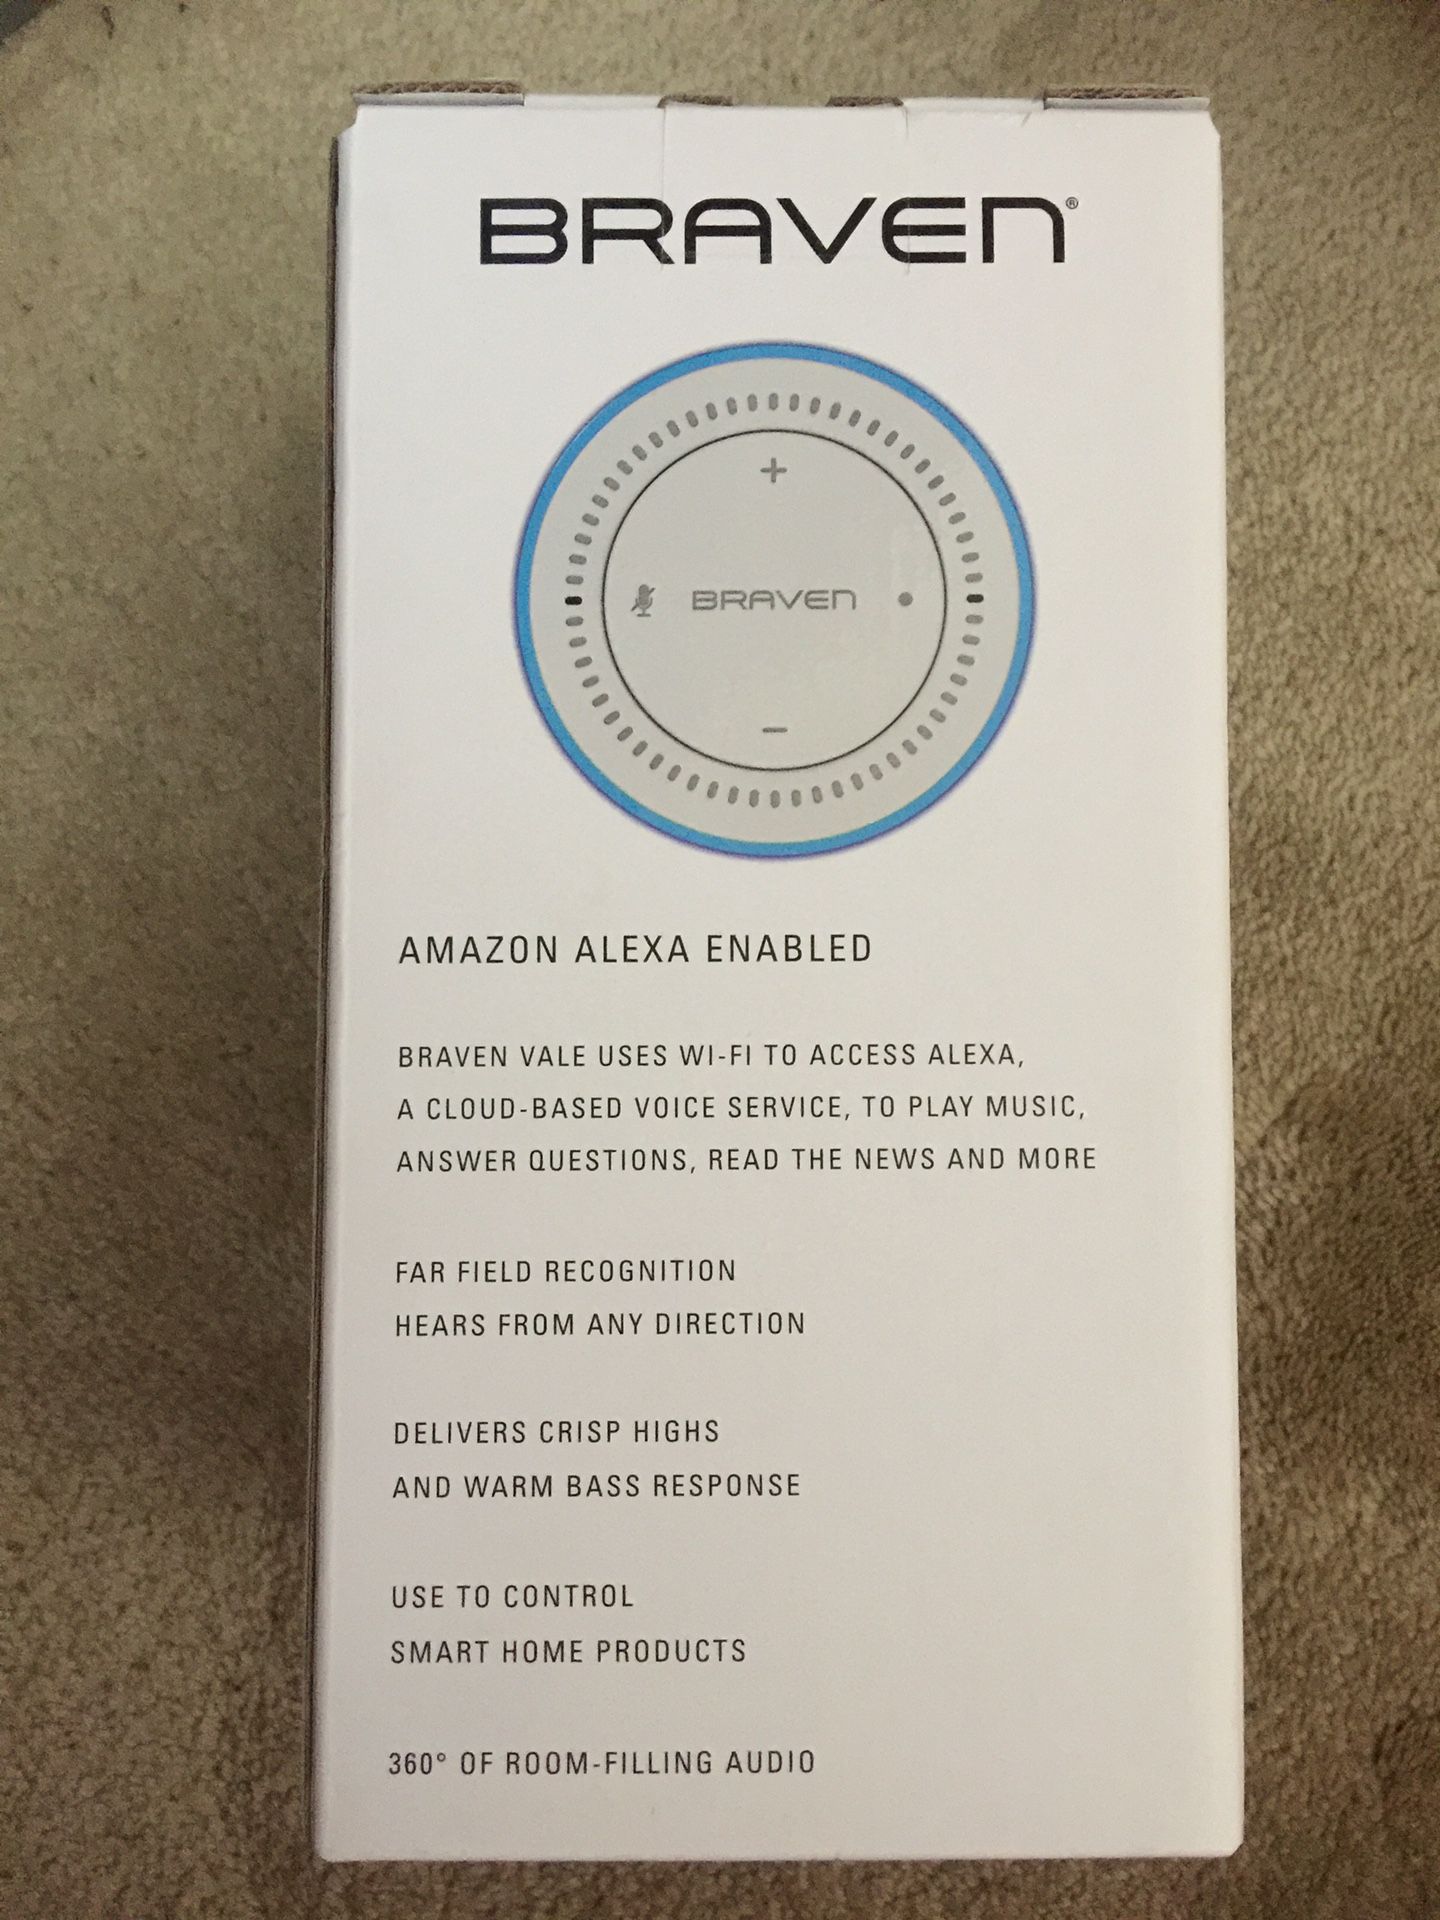 BRAVEN®
+
BRAVEN
−
AMAZON ALEXA ENABLED
BRAVEN VALE USES WI-FI TO ACCESS ALEXA,
A CLOUD-BASED VOICE SERVICE, TO PLAY MUSIC,
ANSWER QUESTIONS, READ THE NEWS AND MORE
FAR FIELD RECOGNITION
HEARS FROM ANY DIRECTION
DELIVERS CRISP HIGHS
AND WARM BASS RESPONSE
USE TO CONTROL
SMART HOME PRODUCTS
360° OF ROOM-FILLING AUDIO